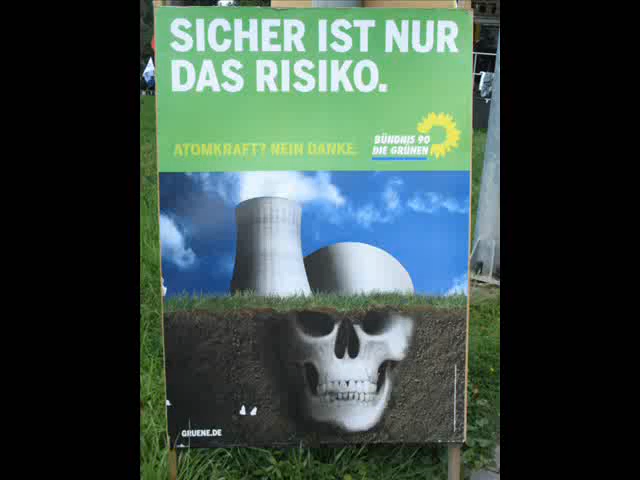 SICHER IST NUR
DAS RISIKO.
ATOMKRAFT? NEIN DANKE.
BÜNDNIS 90
DIE GRÜNEN
GRUENE.DE